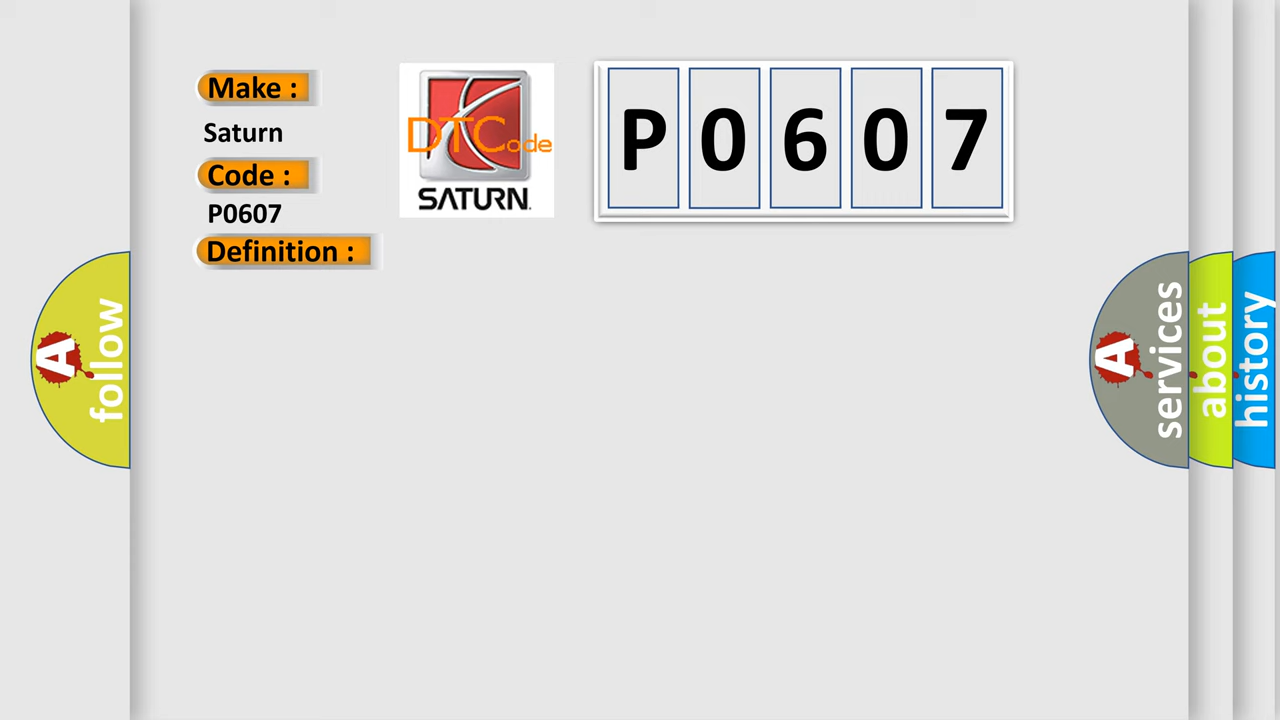 Make :
Saturn
Code :
P0607
Definition :
DTCode
SATURN
P 0 6 0 7
A follow
A services
about
history